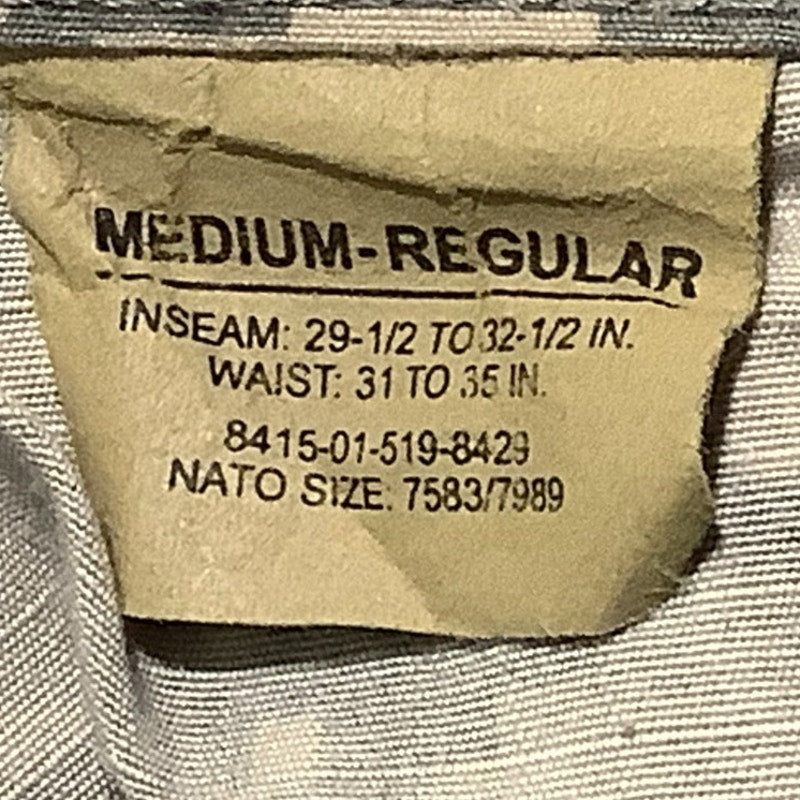 MEDIUM-REGULAR
INSEAM: 29-1/2 TO 32-1/2 IN.
WAIST: 31 TO 35 IN.
8415-01-519-8429
NATO SIZE: 7583/7989